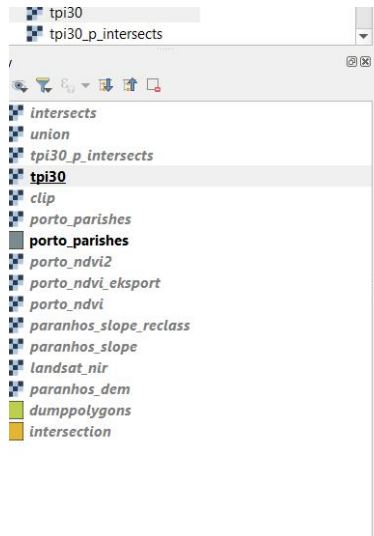 tpi30
tpi30_p_intersects
intersects
union
tpi30_p_intersects
tpi30
clip
porto_parishes
porto_parishes
porto_ndvi2
porto_ndvi_eksport
porto_ndvi
paranhos_slope_reclass
paranhos_slope
landsat_nir
paranhos_dem
dumppolygons
intersection